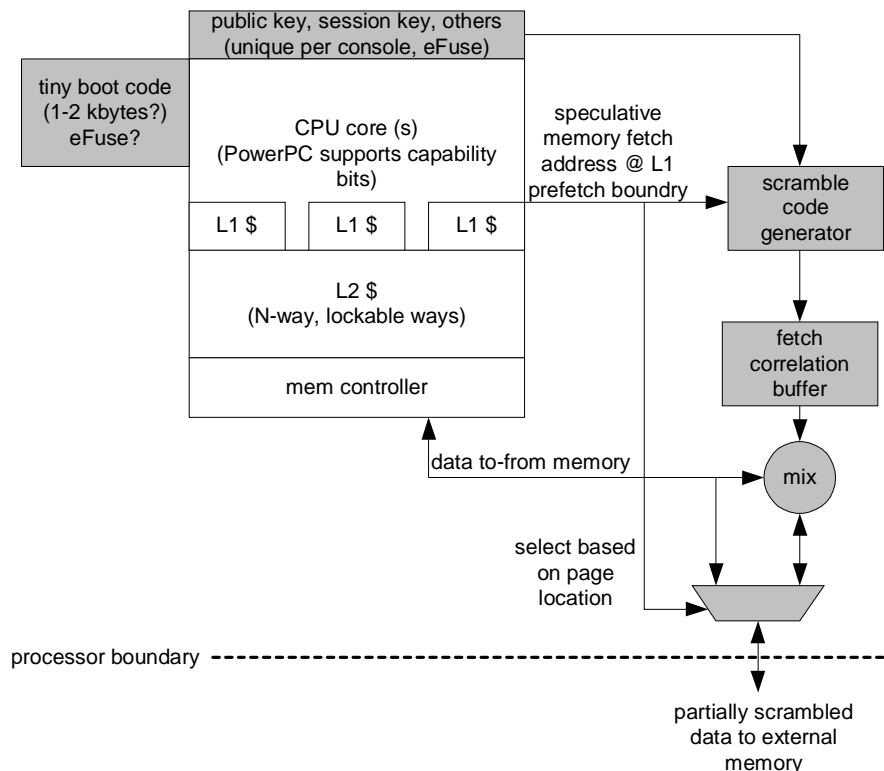 public key, session key, others
(unique per console, eFuse)
tiny boot code
(1-2 kbytes?)
eFuse?
CPU core (s)
(PowerPC supports capability
bits)
speculative
memory fetch
address @ L1
prefetch boundry
scramble
code
generator
L1 $
L1 $
L1 $
L2 $
(N-way, lockable ways)
fetch
correlation
buffer
mem controller
data to-from memory
mix
select based
on page
location
processor boundary
partially scrambled
data to external
memory